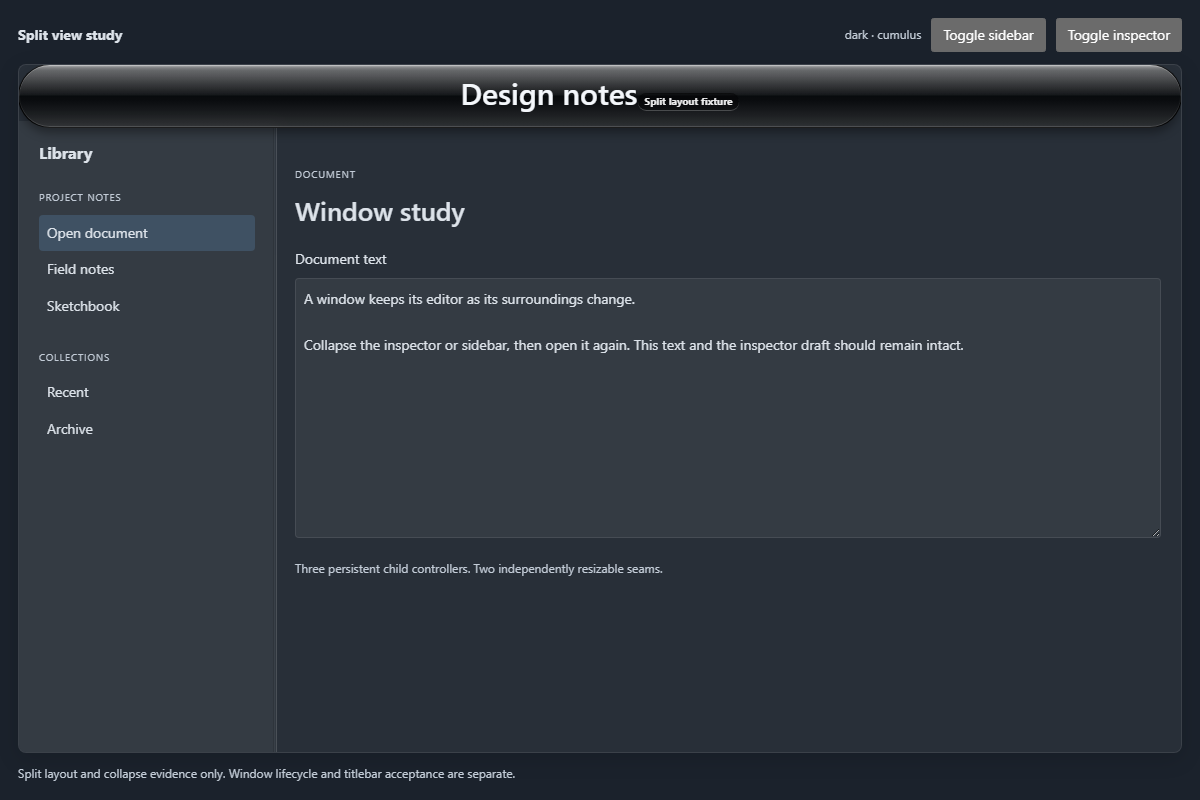 Split view study
dark · cumulus
Toggle sidebar
Toggle inspector
Design notes
Split layout fixture
Library
PROJECT NOTES
Open document
Field notes
Sketchbook
COLLECTIONS
Recent
Archive
DOCUMENT
Window study
Document text
A window keeps its editor as its surroundings change.
Collapse the inspector or sidebar, then open it again. This text and the inspector draft should remain intact.
Three persistent child controllers. Two independently resizable seams.
Split layout and collapse evidence only. Window lifecycle and titlebar acceptance are separate.